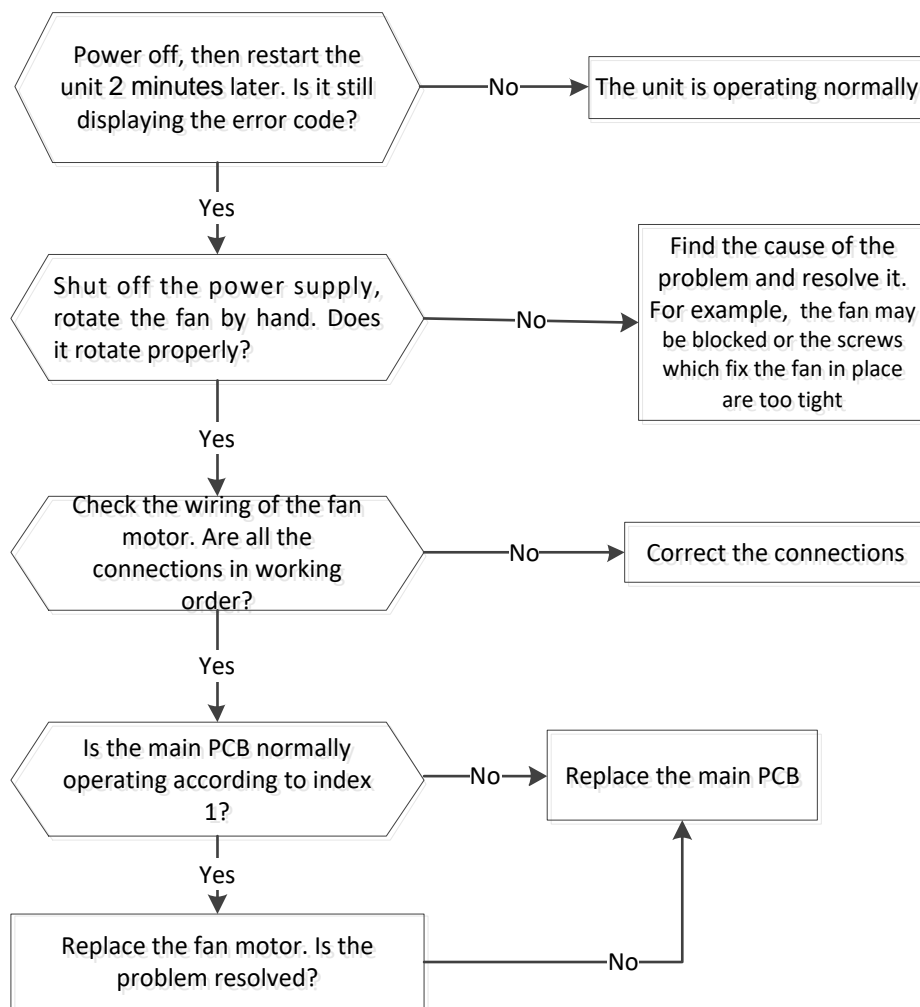 Power off, then restart the
unit 2 minutes later. Is it still
displaying the error code?
No
The unit is operating normally
Yes
Shut off the power supply,
rotate the fan by hand. Does
it rotate properly?
No
Find the cause of the
problem and resolve it.
For example, the fan may
be blocked or the screws
which fix the fan in place
are too tight
Yes
Check the wiring of the fan
motor. Are all the
connections in working
order?
No
Correct the connections
Yes
Is the main PCB normally
operating according to index
1?
No
Replace the main PCB
Yes
Replace the fan motor. Is the
problem resolved?
No